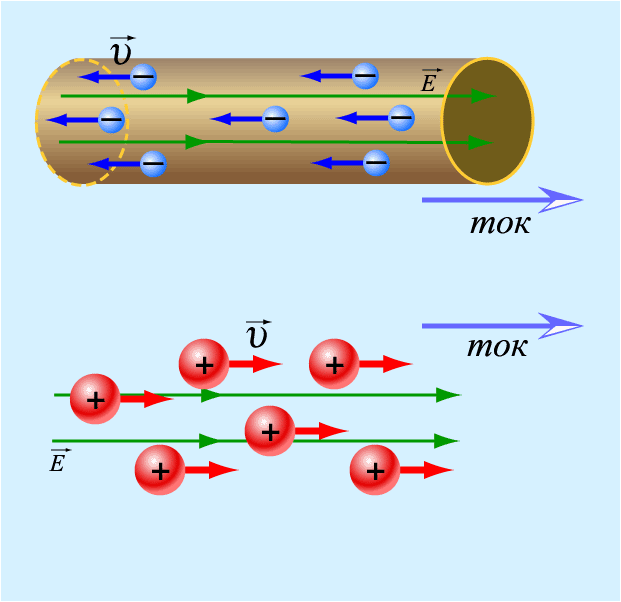 υ⃗
− − E⃗
− − −
− −
ток
ток
υ⃗
+ +
+
+
E⃗ + +